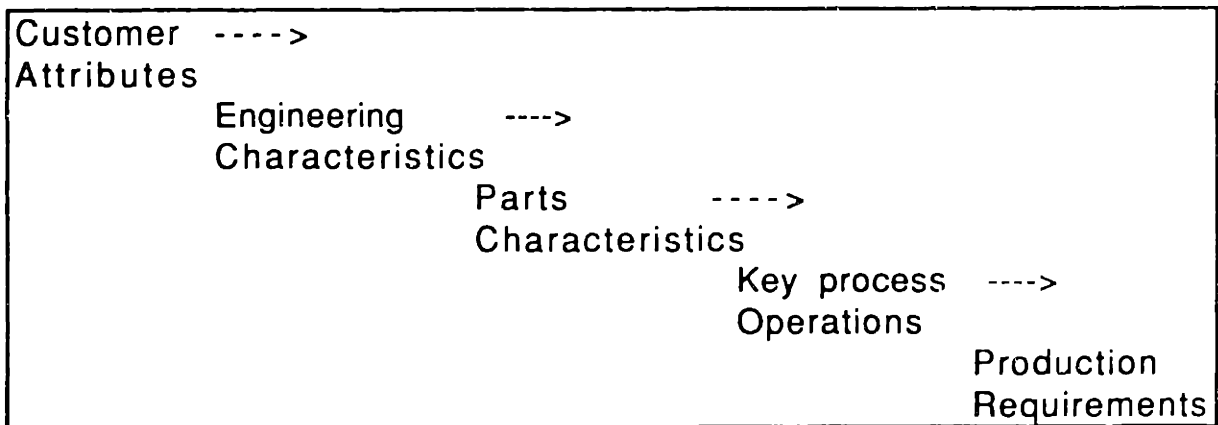 Customer ---->
Attributes
Engineering ---->
Characteristics
Parts ---->
Characteristics
Key process ---->
Operations
Production
Requirements